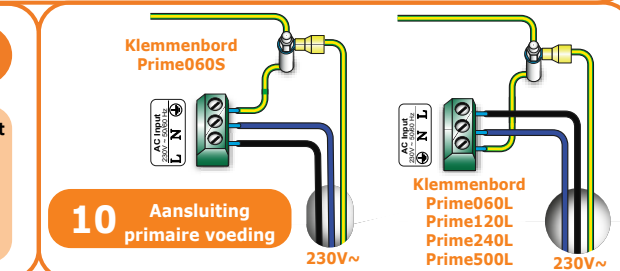 t
Klemmenbord
Prime060S
AC Input
230V ~ 50/60 Hz
L N
10
Aansluiting
primaire voeding
230V~
AC Input
230V ~ 50/60 Hz
N L
Klemmenbord
Prime060L
Prime120L
Prime240L
Prime500L
230V~